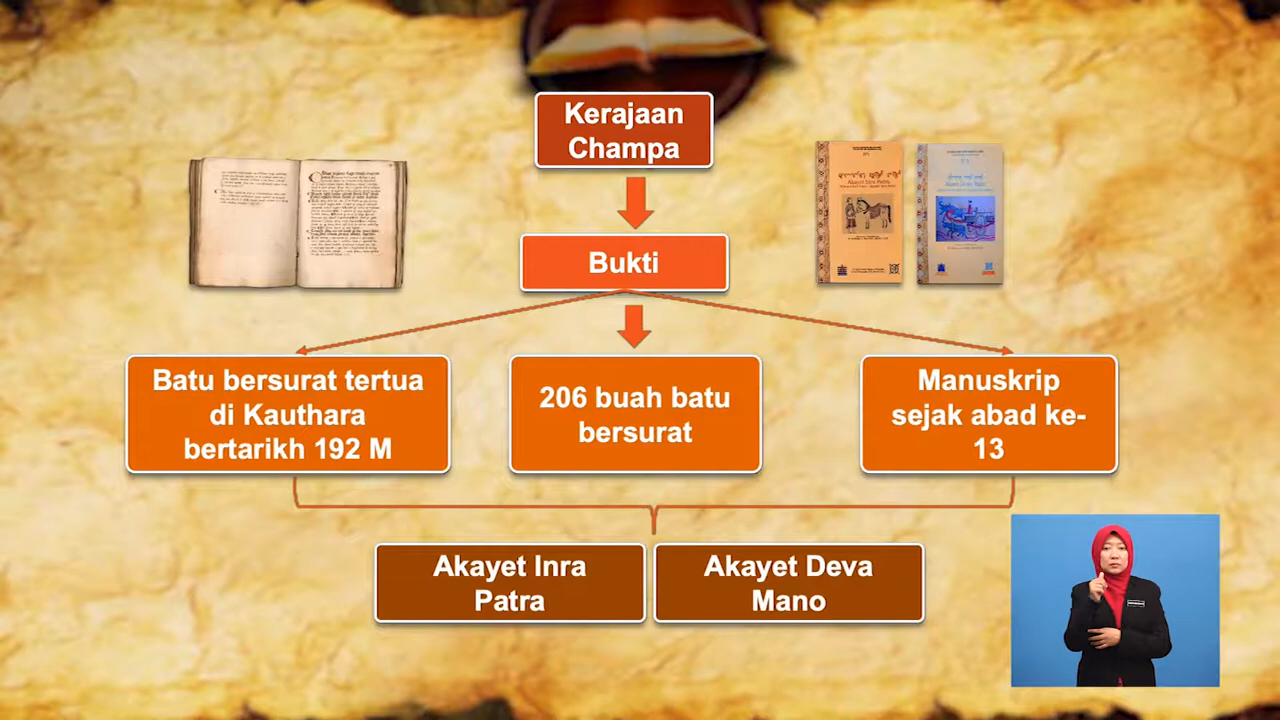 Kerajaan
Champa
Bukti
Batu bersurat tertua
di Kauthara
bertarikh 192 M
206 buah batu
bersurat
Manuskrip
sejak abad ke-
13
Akayet Inra
Patra
Akayet Deva
Mano